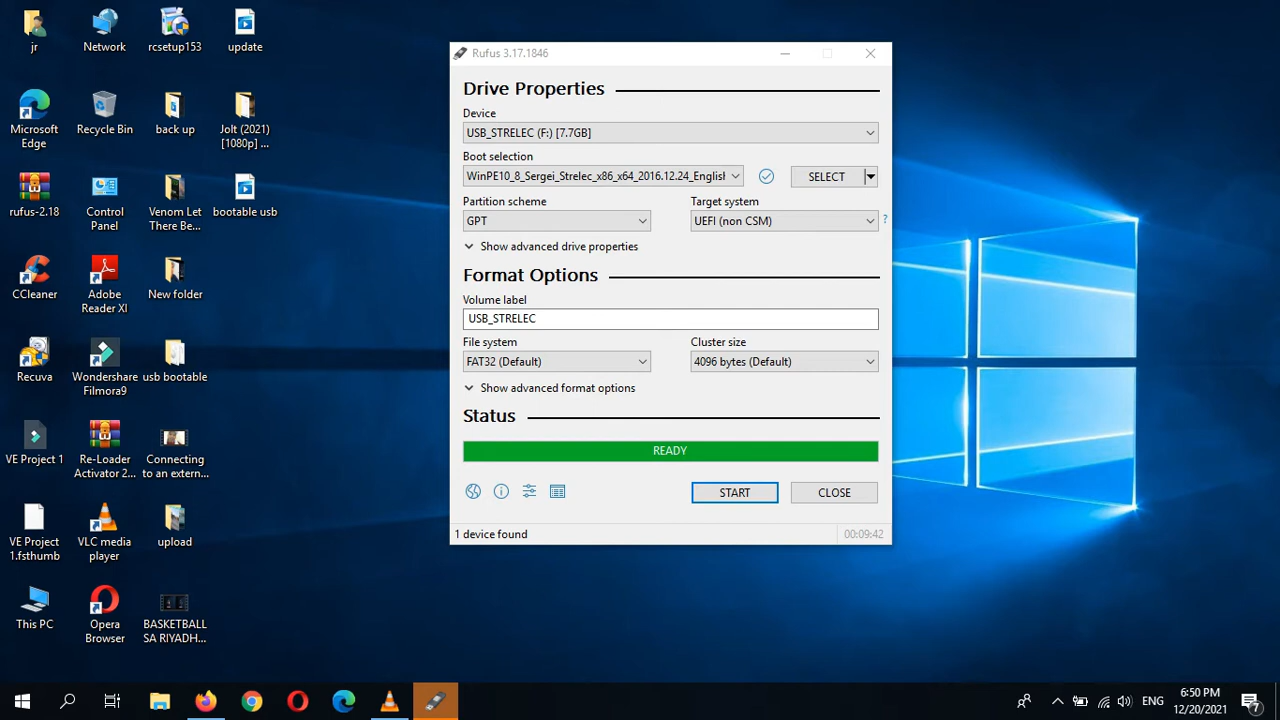 jr
Network
rcsetup153
update
Microsoft
Edge
Recycle Bin
back up
Jolt (2021)
[1080p] ...
rufus-2.18
Control
Panel
Venom Let
There Be...
bootable usb
CCleaner
Adobe
Reader XI
New folder
Recuva
Wondershare
Filmora9
usb bootable
VE Project 1
Re-Loader
Activator 2...
Connecting
to an extern...
VE Project
1.fsthumb
VLC media
player
upload
This PC
Opera
Browser
BASKETBALL
SA RIYADH...
Rufus 3.17.1846
Drive Properties
Device
USB_STRELEC (F:) [7.7GB]
Boot selection
WinPE10_8_Sergei_Strelec_x86_x64_2016.12.24_English
SELECT
Partition scheme
Target system
GPT
UEFI (non CSM)
?
Show advanced drive properties
Format Options
Volume label
USB_STRELEC
File system
Cluster size
FAT32 (Default)
4096 bytes (Default)
Show advanced format options
Status
READY
START
CLOSE
1 device found
00:09:42
ENG
6:50 PM
12/20/2021
7